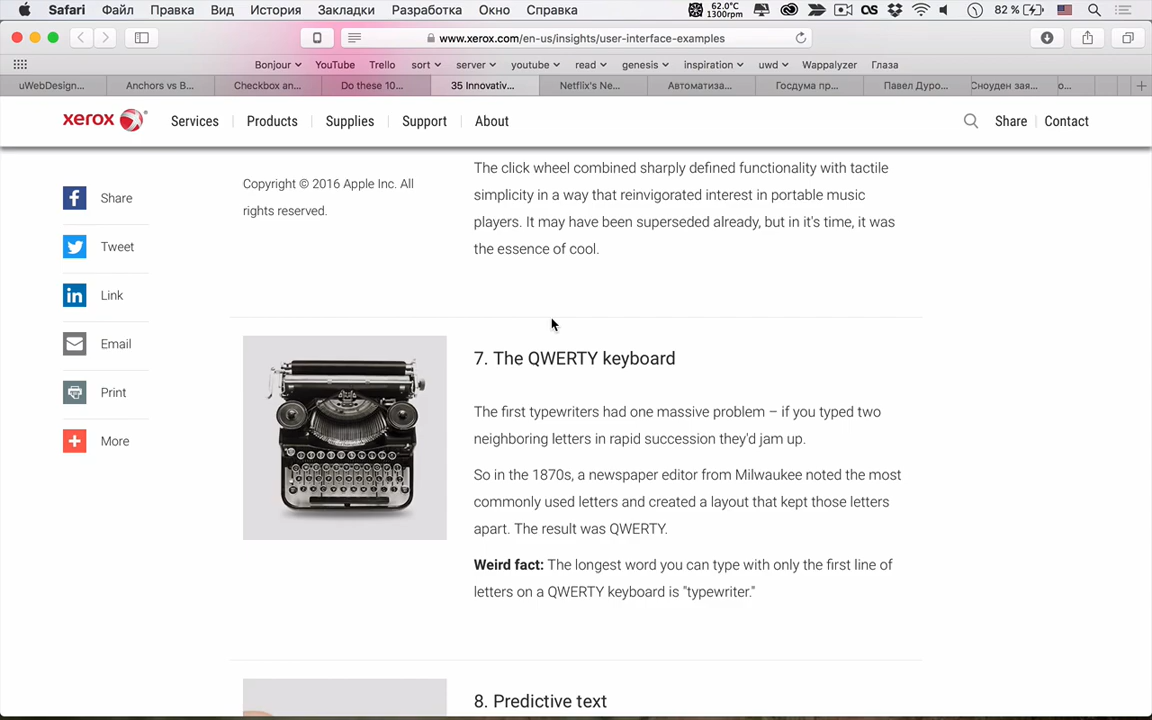 Safari Файл Правка Вид История Закладки Разработка Окно Справка 62.0°C 1300rpm 82 %
www.xerox.com/en-us/insights/user-interface-examples
Bonjour YouTube Trello sort server youtube read genesis inspiration uwd Wappalyzer Глаза
uWebDesign... Anchors vs B... Checkbox an... Do these 10... 35 Innovativ... Netflix's Ne... Автоматиза... Госдума пр... Павел Дуро... Сноуден зая... о...
xerox Services Products Supplies Support About Share Contact
Share
Tweet
Link
Email
Print
More
Copyright © 2016 Apple Inc. All
rights reserved.
The click wheel combined sharply defined functionality with tactile
simplicity in a way that reinvigorated interest in portable music
players. It may have been superseded already, but in it's time, it was
the essence of cool.
7. The QWERTY keyboard
The first typewriters had one massive problem – if you typed two
neighboring letters in rapid succession they'd jam up.
So in the 1870s, a newspaper editor from Milwaukee noted the most
commonly used letters and created a layout that kept those letters
apart. The result was QWERTY.
Weird fact: The longest word you can type with only the first line of
letters on a QWERTY keyboard is "typewriter."
8. Predictive text